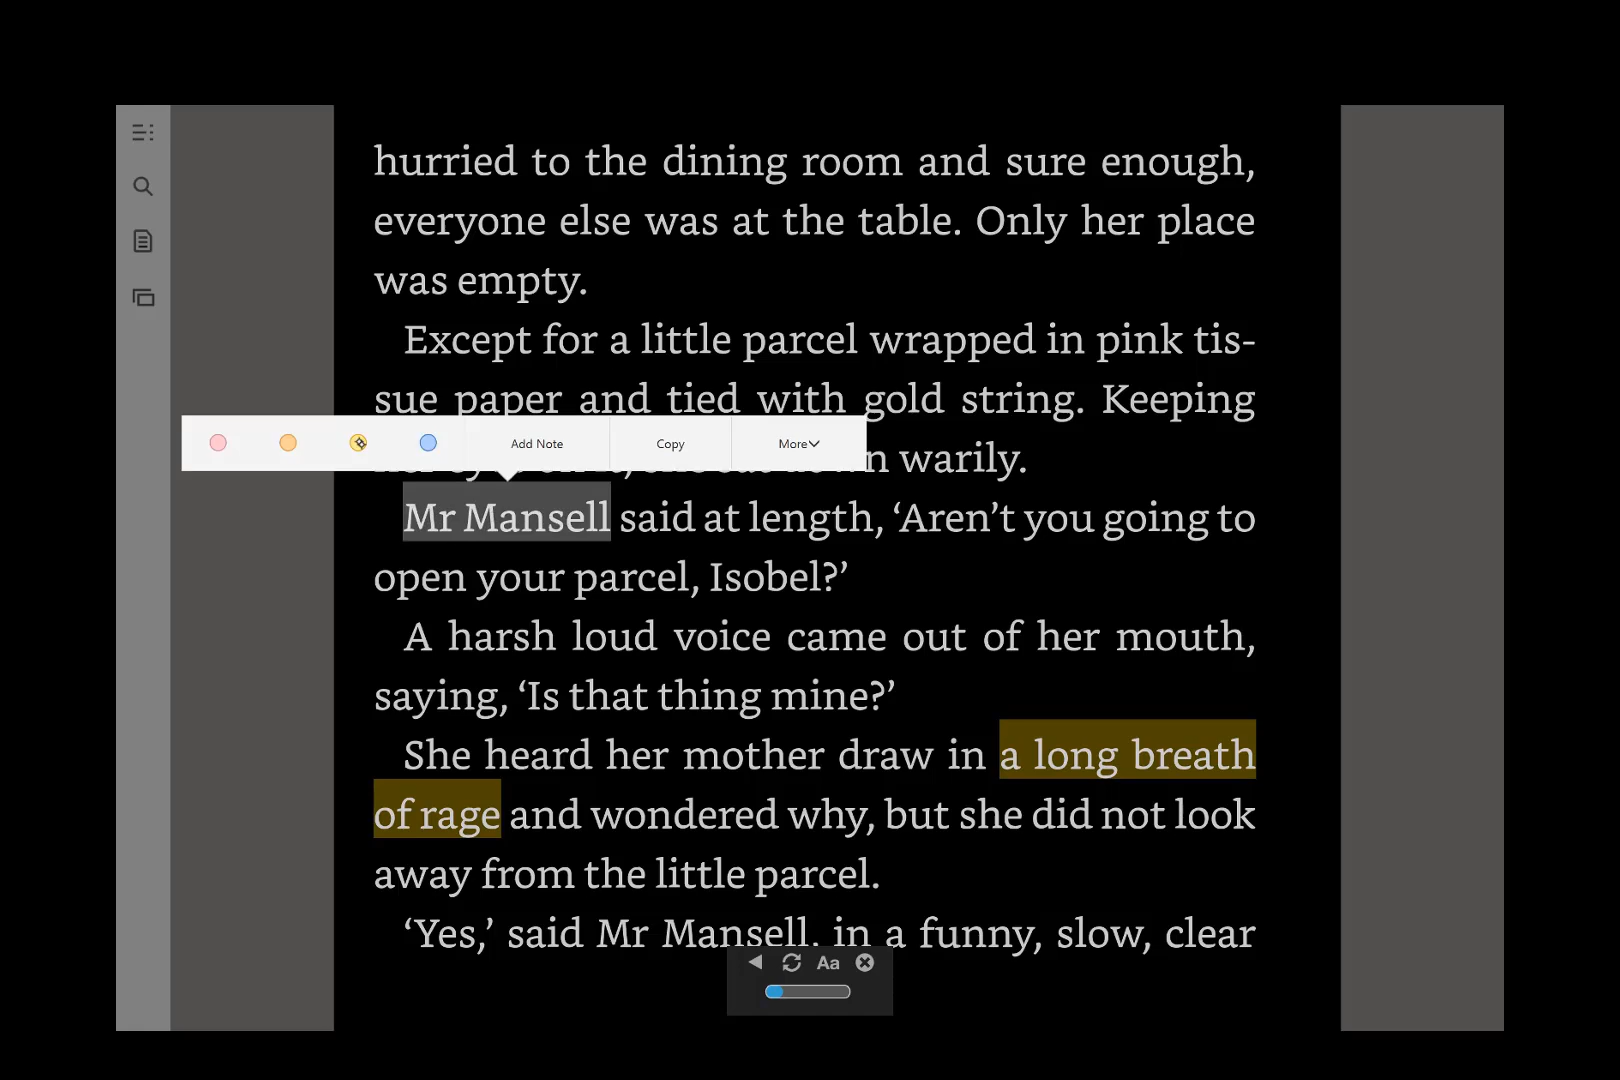 hurried to the dining room and sure enough,
everyone else was at the table. Only her place
was empty.
Except for a little parcel wrapped in pink tis-
sue paper and tied with gold string. Keeping
Add Note Copy More
warily.
Mr Mansell said at length, ‘Aren’t you going to
open your parcel, Isobel?’
A harsh loud voice came out of her mouth,
saying, ‘Is that thing mine?’
She heard her mother draw in a long breath
of rage and wondered why, but she did not look
away from the little parcel.
‘Yes,’ said Mr Mansell, in a funny, slow, clear
Aa